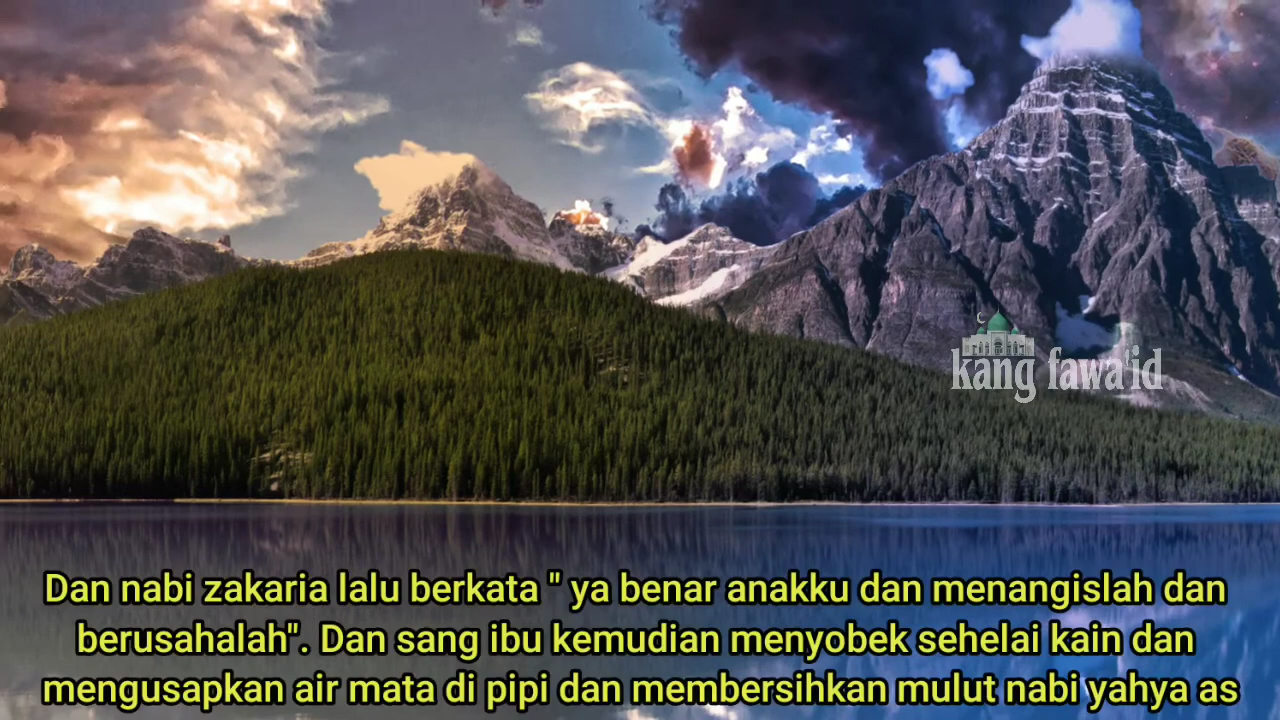 kang fawa'id
Dan nabi zakaria lalu berkata " ya benar anakku dan menangislah dan
berusahalah". Dan sang ibu kemudian menyobek sehelai kain dan
mengusapkan air mata di pipi dan membersihkan mulut nabi yahya as